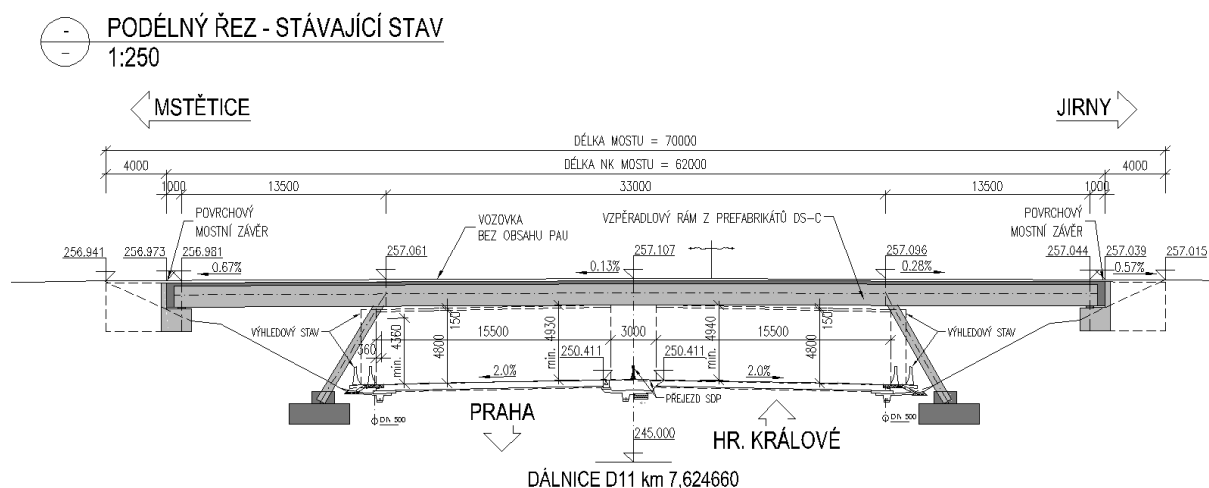 PODÉLNÝ ŘEZ - STÁVAJÍCÍ STAV
1:250
MSTĚTICE
JIRNY
DÉLKA MOSTU = 70000
4000
DÉLKA NK MOSTU = 62000
4000
1000
13500
33000
13500
1000
POVRCHOVÝ
MOSTNÍ ZÁVĚR
VOZOVKA
BEZ OBSAHU PAU
VZPĚRADLOVÝ RÁM Z PREFABRIKÁTŮ DS-C
POVRCHOVÝ
MOSTNÍ ZÁVĚR
256.941
256.973
256.981
257.061
257.107
257.096
257.044
257.039
257.015
0.67%
0.13%
0.28%
0.57%
VÝHLEDOVÝ STAV
360
min. 4360
4800
150
15500
min. 4930
3000
min. 4940
15500
4800
150
VÝHLEDOVÝ STAV
250.411
250.411
2.0%
2.0%
PŘEJEZD SDP
DN 500
PRAHA
HR. KRÁLOVÉ
DN 500
245.000
DÁLNICE D11 km 7,624660